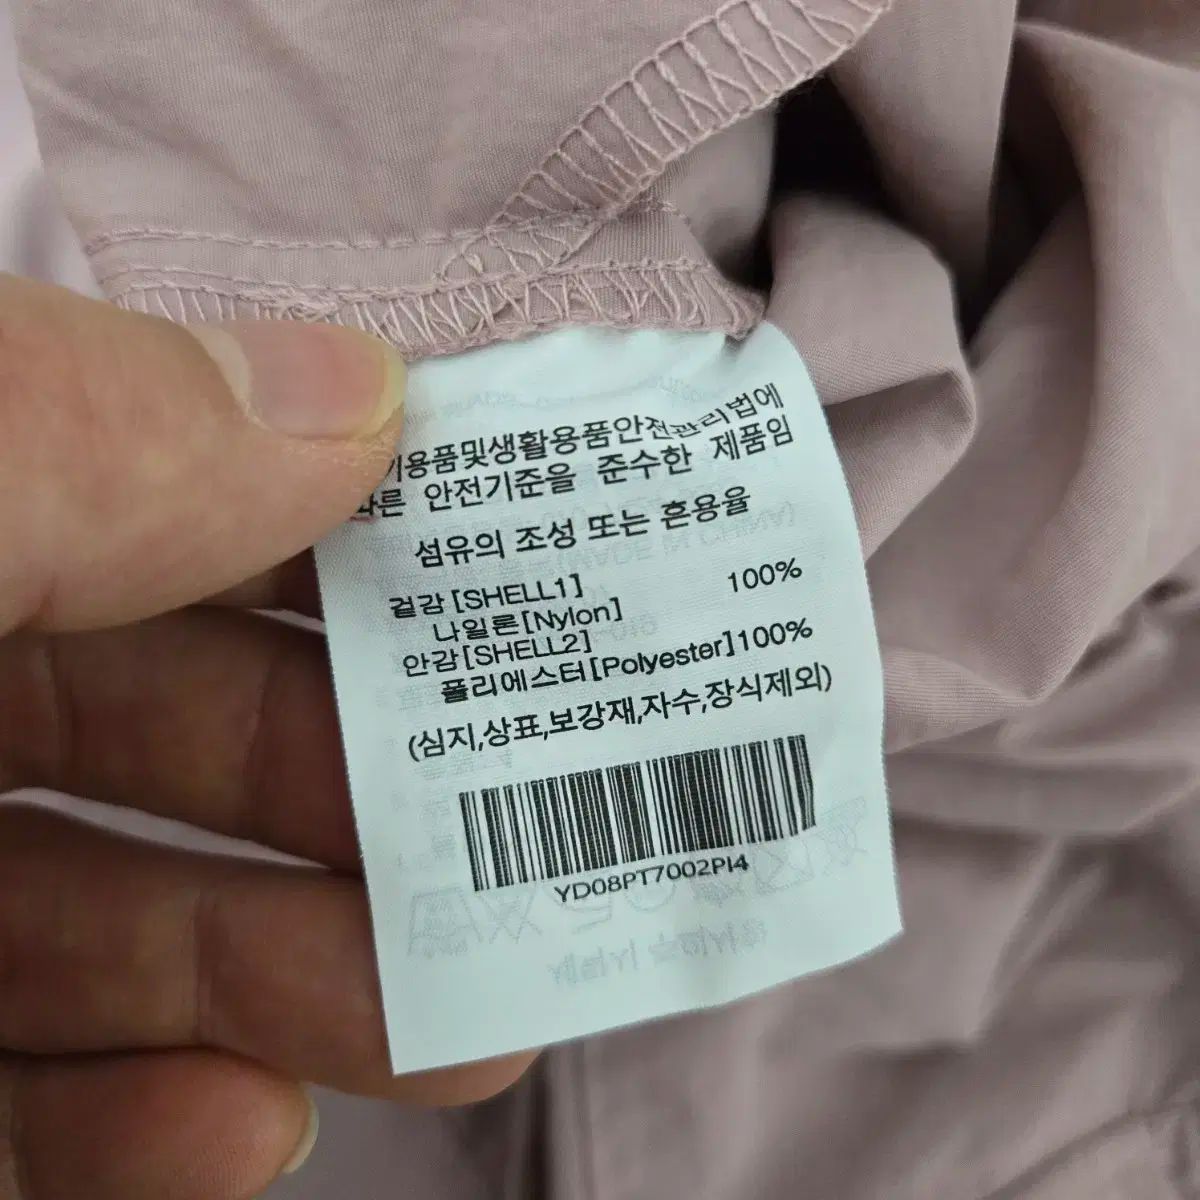 기용품및생활용품안전관리법에
따른 안전기준을 준수한 제품임
섬유의 조성 또는 혼용율
겉감 [SHELL1] 100%
나일론[Nylon]
안감[SHELL2]
폴리에스터[Polyester]100%
(심지,상표,보강재,자수,장식제외)
YD08PT7002PI4